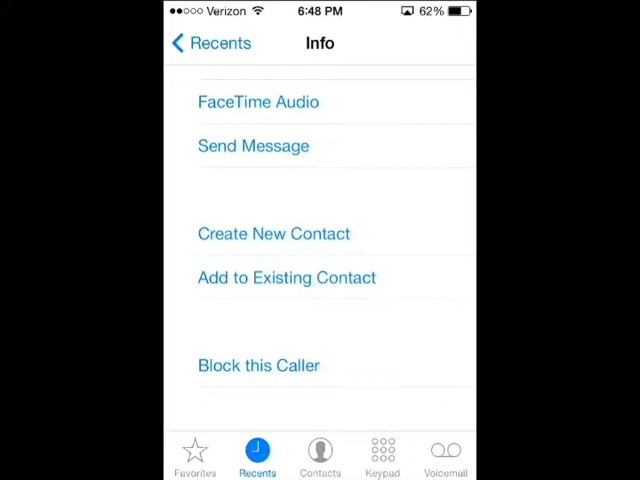 Verizon 6:48 PM 62%
Recents Info
FaceTime Audio
Send Message
Create New Contact
Add to Existing Contact
Block this Caller
Favorites Recents Contacts Keypad Voicemail